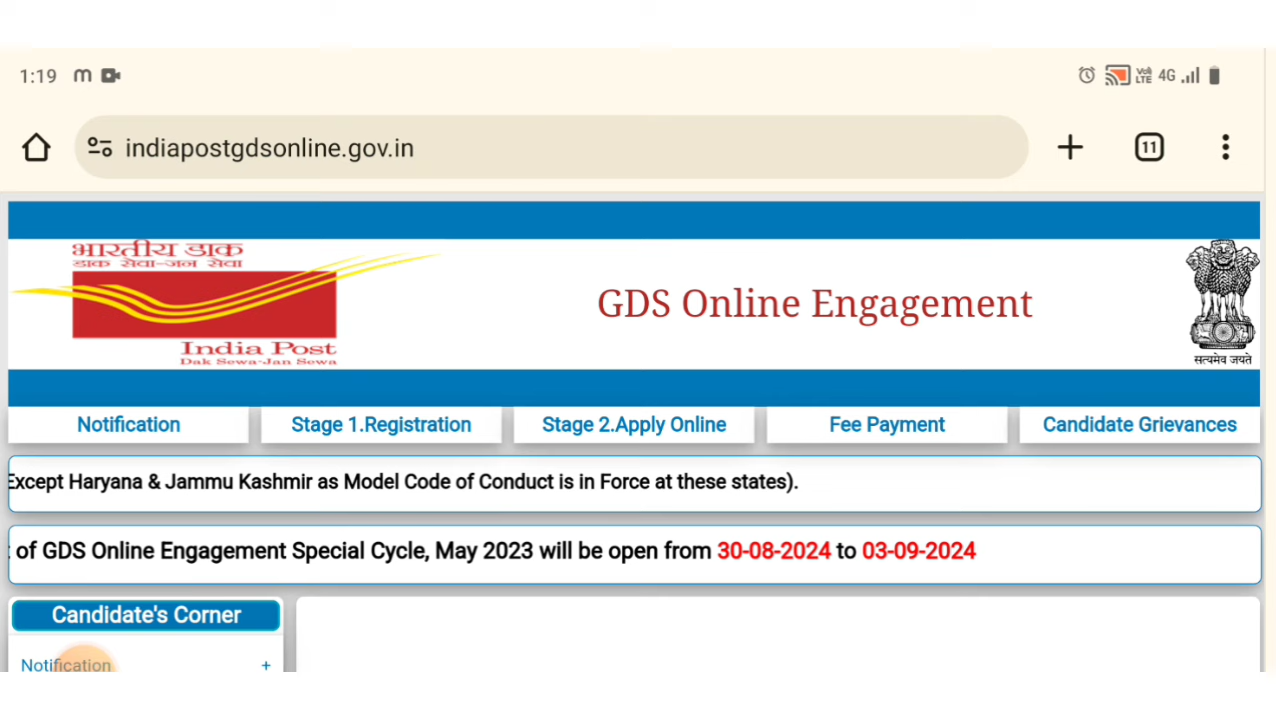 1:19 m
Vo) LTE 4G
indiapostgdsonline.gov.in
11
भारतीय डाक
डाक सेवा-जन सेवा
India Post
Dak Sewa-Jan Sewa
GDS Online Engagement
सत्यमेव जयते
Notification
Stage 1.Registration
Stage 2.Apply Online
Fee Payment
Candidate Grievances
Except Haryana & Jammu Kashmir as Model Code of Conduct is in Force at these states).
of GDS Online Engagement Special Cycle, May 2023 will be open from 30-08-2024 to 03-09-2024
Candidate's Corner
Notification +